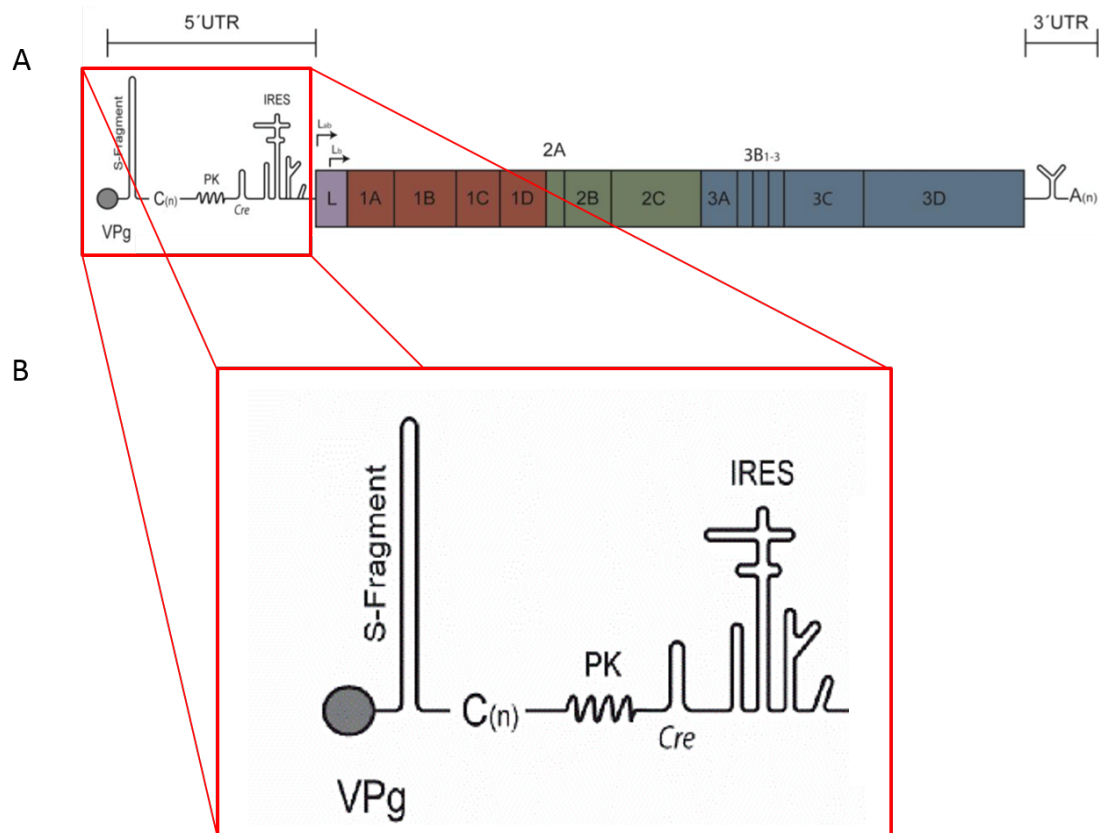 5´UTR
3´UTR
A
S-Fragment
IRES
Lab
Lb
2A
3B1-3
C(n)
PK
Cre
VPg
L
1A
1B
1C
1D
2B
2C
3A
3C
3D
A(n)
B
S-Fragment
IRES
PK
C(n)
Cre
VPg